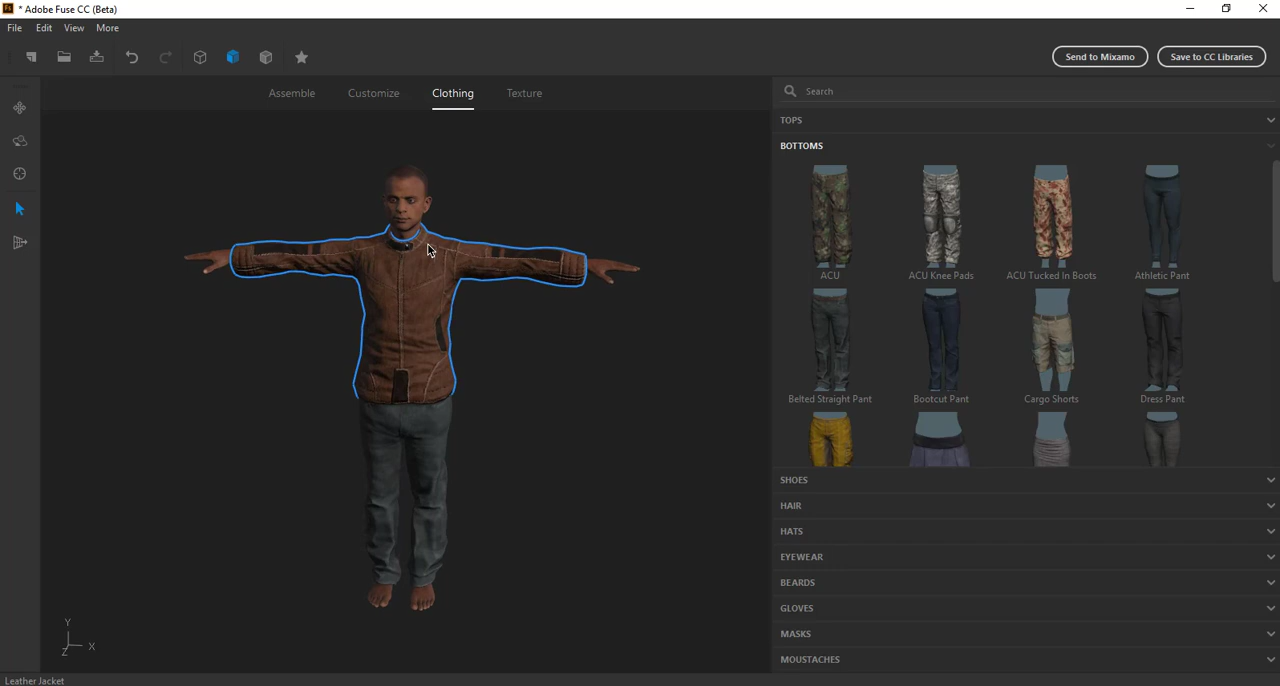 Fs * Adobe Fuse CC (Beta)
File Edit View More
Send to Mixamo Save to CC Libraries
Assemble Customize Clothing Texture
Search
TOPS
BOTTOMS
ACU ACU Knee Pads ACU Tucked In Boots Athletic Pant
Belted Straight Pant Bootcut Pant Cargo Shorts Dress Pant
SHOES
HAIR
HATS
EYEWEAR
BEARDS
GLOVES
MASKS
MOUSTACHES
Y
X
Z
Leather Jacket